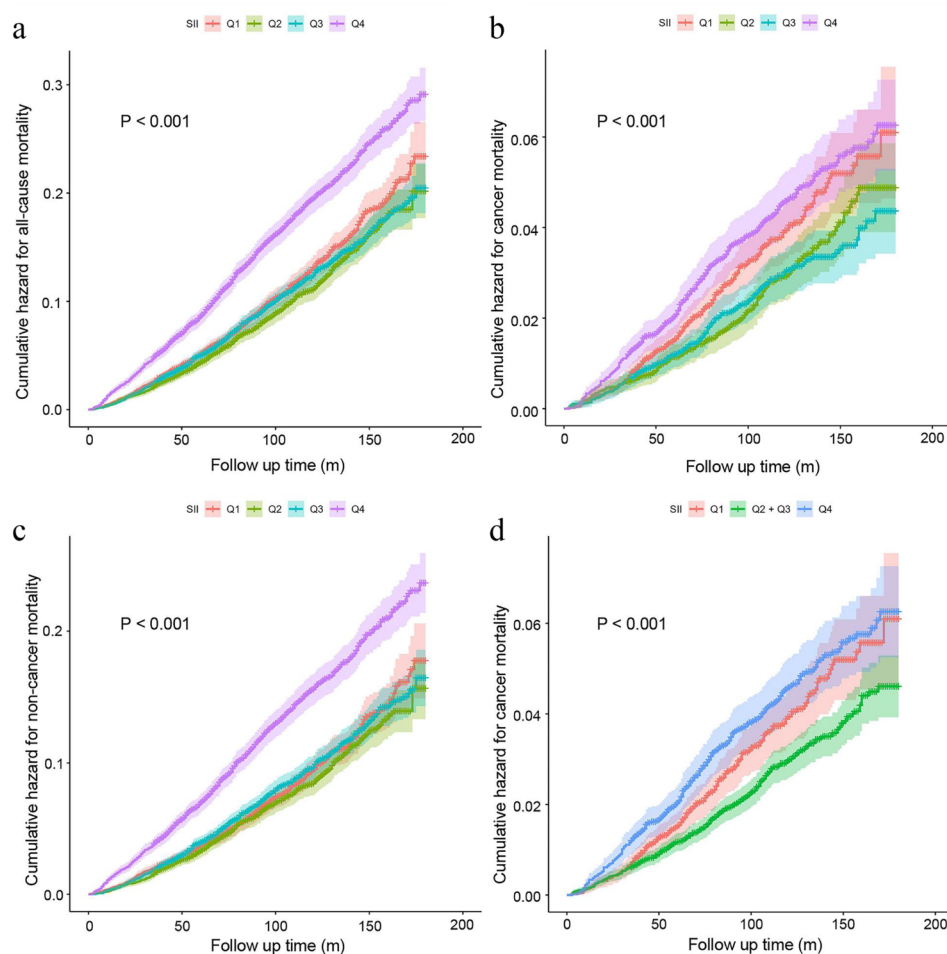 a
SII Q1 Q2 Q3 Q4
Cumulative hazard for all-cause mortality
0.3
0.2
0.1
0.0
P < 0.001
0 50 100 150 200
Follow up time (m)
b
SII Q1 Q2 Q3 Q4
Cumulative hazard for cancer mortality
0.06
0.04
0.02
0.00
P < 0.001
0 50 100 150 200
Follow up time (m)
c
SII Q1 Q2 Q3 Q4
Cumulative hazard for non-cancer mortality
0.2
0.1
0.0
P < 0.001
0 50 100 150 200
Follow up time (m)
d
SII Q1 Q2 + Q3 Q4
Cumulative hazard for cancer mortality
0.06
0.04
0.02
0.00
P < 0.001
0 50 100 150 200
Follow up time (m)